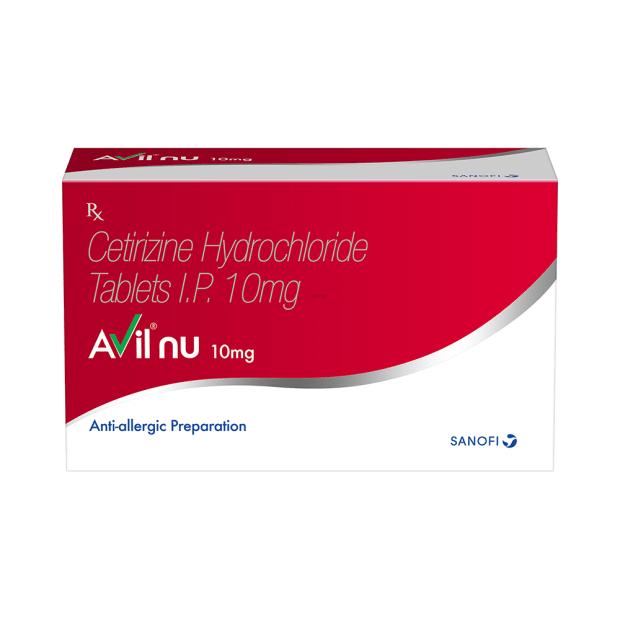 Avil nu 10mg
SANOFI
Rx
Cetirizine Hydrochloride
Tablets I.P. 10mg
Avil® nu 10mg
Anti-allergic Preparation
SANOFI